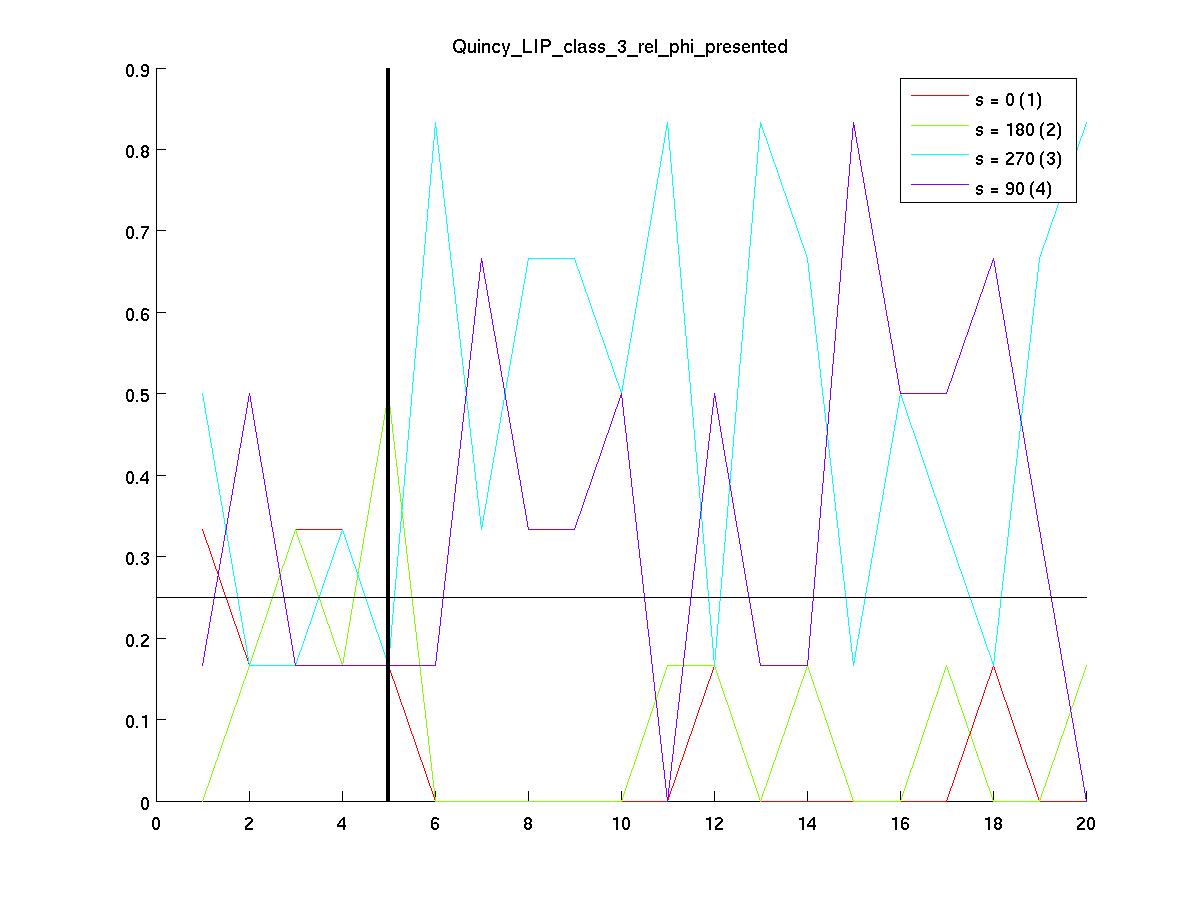 Quincy_LIP_class_3_rel_phi_presented
0.9
0.8
0.7
0.6
0.5
0.4
0.3
0.2
0.1
0
s = 0 (1)
s = 180 (2)
s = 270 (3)
s = 90 (4)
0 2 4 6 8 10 12 14 16 18 20